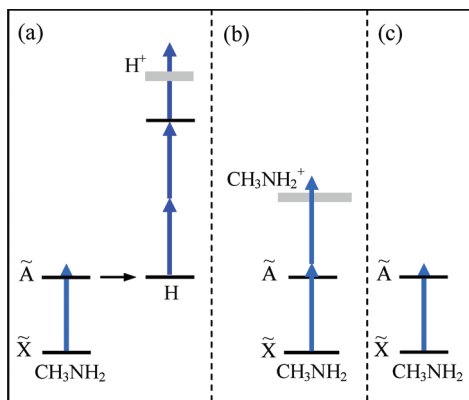 (a)
H⁺
Ã
H
X̃
CH₃NH₂
(b)
CH₃NH₂⁺
Ã
X̃
CH₃NH₂
(c)
Ã
X̃
CH₃NH₂